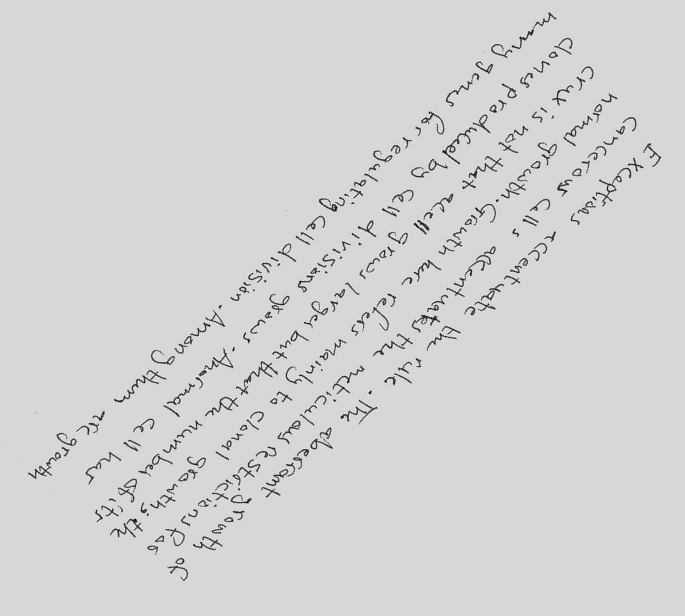 Exceptions accentuate the rule. The aberrant growth of
cancerous cells accentuates the meticulous restrictions for
normal growth. Growth here refers mainly to clonal growth; the
crux is not that a cell grows larger but that the number of its
clones produced by cell divisions grows. A normal cell has
many genes for regulating cell division. Among them are growth